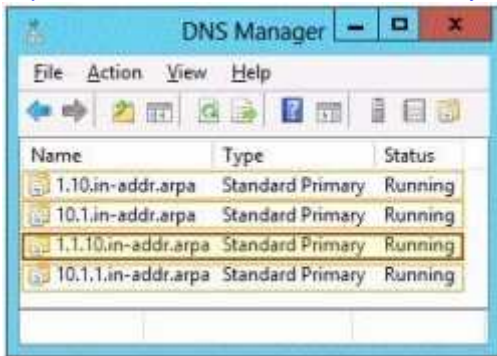 DNS Manager
File Action View Help
Name Type Status
1.10.in-addr.arpa Standard Primary Running
10.1.in-addr.arpa Standard Primary Running
1.1.10.in-addr.arpa Standard Primary Running
10.1.1.in-addr.arpa Standard Primary Running